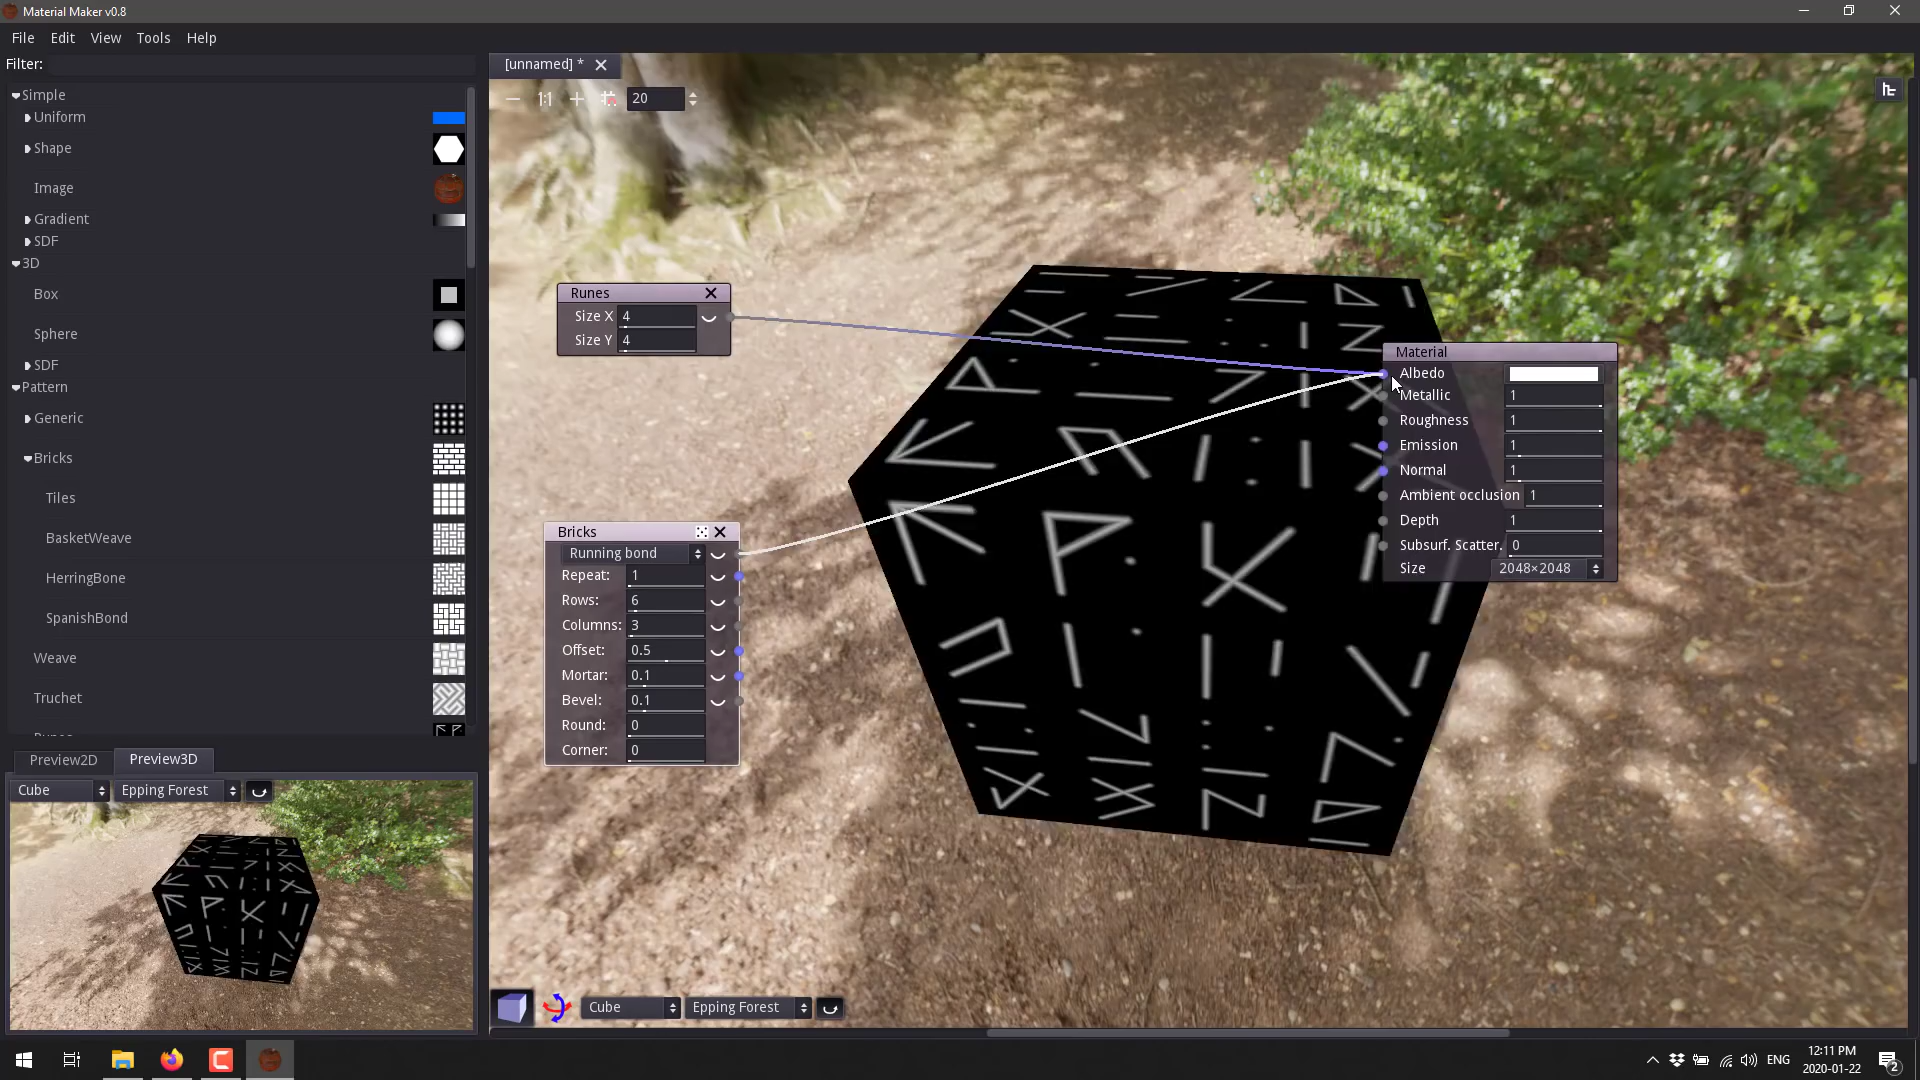 Material Maker v0.8
File Edit View Tools Help
Filter:
Simple
Uniform
Shape
Image
Gradient
SDF
3D
Box
Sphere
SDF
Pattern
Generic
Bricks
Tiles
BasketWeave
HerringBone
SpanishBond
Weave
Truchet
Preview2D Preview3D
Cube Epping Forest
[unnamed] *
1:1 20
Runes
Size X 4
Size Y 4
Bricks
Running bond
Repeat: 1
Rows: 6
Columns: 3
Offset: 0.5
Mortar: 0.1
Bevel: 0.1
Round: 0
Corner: 0
Material
Albedo
Metallic 1
Roughness 1
Emission 1
Normal 1
Ambient occlusion 1
Depth 1
Subsurf. Scatter. 0
Size 2048×2048
Cube Epping Forest
ENG
12:11 PM
2020-01-22
2